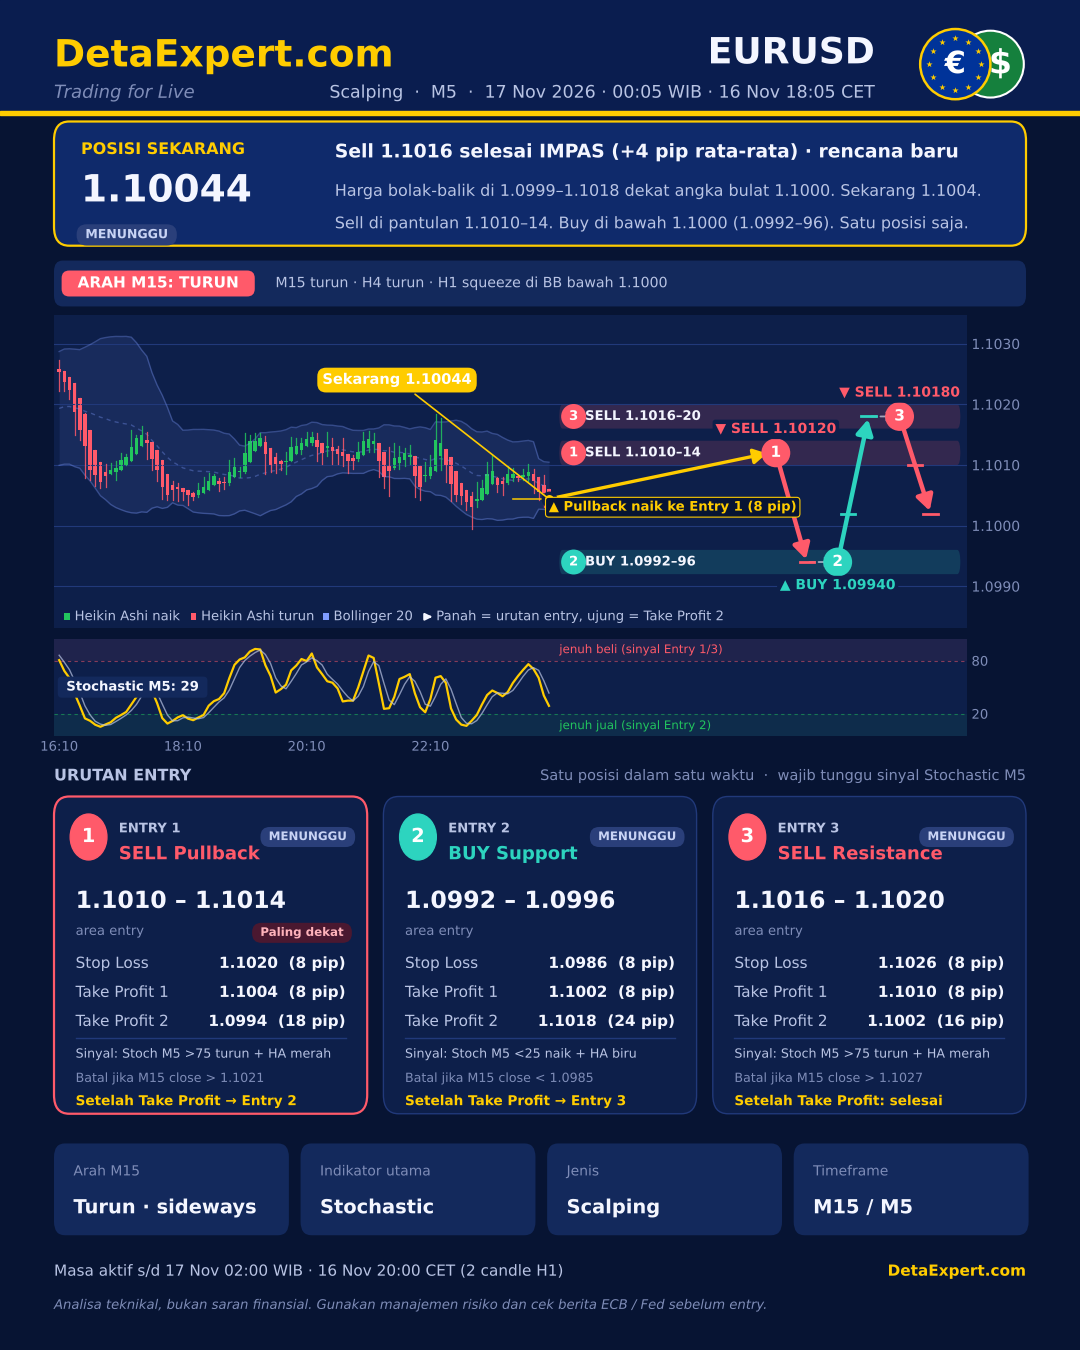 DetaExpert.com
Trading for Live
EURUSD
Scalping · M5 · 17 Nov 2026 · 00:05 WIB · 16 Nov 18:05 CET
€ $
POSISI SEKARANG
1.10044
MENUNGGU
Sell 1.1016 selesai IMPAS (+4 pip rata-rata) · rencana baru
Harga bolak-balik di 1.0999–1.1018 dekat angka bulat 1.1000. Sekarang 1.1004.
Sell di pantulan 1.1010–14. Buy di bawah 1.1000 (1.0992–96). Satu posisi saja.
ARAH M15: TURUN
M15 turun · H4 turun · H1 squeeze di BB bawah 1.1000
1.1030
1.1020
1.1010
1.1000
1.0990
Sekarang 1.10044
▼ SELL 1.10180
3 SELL 1.1016–20
3
▼ SELL 1.10120
1 SELL 1.1010–14
1
▲ Pullback naik ke Entry 1 (8 pip)
2 BUY 1.0992–96
2
▲ BUY 1.09940
Heikin Ashi naik
Heikin Ashi turun
Bollinger 20
Panah = urutan entry, ujung = Take Profit 2
jenuh beli (sinyal Entry 1/3)
80
Stochastic M5: 29
20
jenuh jual (sinyal Entry 2)
16:10 18:10 20:10 22:10
URUTAN ENTRY
Satu posisi dalam satu waktu · wajib tunggu sinyal Stochastic M5
1
ENTRY 1
MENUNGGU
SELL Pullback
1.1010 – 1.1014
area entry
Paling dekat
Stop Loss 1.1020 (8 pip)
Take Profit 1 1.1004 (8 pip)
Take Profit 2 1.0994 (18 pip)
Sinyal: Stoch M5 >75 turun + HA merah
Batal jika M15 close > 1.1021
Setelah Take Profit → Entry 2
2
ENTRY 2
MENUNGGU
BUY Support
1.0992 – 1.0996
area entry
Stop Loss 1.0986 (8 pip)
Take Profit 1 1.1002 (8 pip)
Take Profit 2 1.1018 (24 pip)
Sinyal: Stoch M5 <25 naik + HA biru
Batal jika M15 close < 1.0985
Setelah Take Profit → Entry 3
3
ENTRY 3
MENUNGGU
SELL Resistance
1.1016 – 1.1020
area entry
Stop Loss 1.1026 (8 pip)
Take Profit 1 1.1010 (8 pip)
Take Profit 2 1.1002 (16 pip)
Sinyal: Stoch M5 >75 turun + HA merah
Batal jika M15 close > 1.1027
Setelah Take Profit: selesai
Arah M15
Turun · sideways
Indikator utama
Stochastic
Jenis
Scalping
Timeframe
M15 / M5
Masa aktif s/d 17 Nov 02:00 WIB · 16 Nov 20:00 CET (2 candle H1)
DetaExpert.com
Analisa teknikal, bukan saran finansial. Gunakan manajemen risiko dan cek berita ECB / Fed sebelum entry.